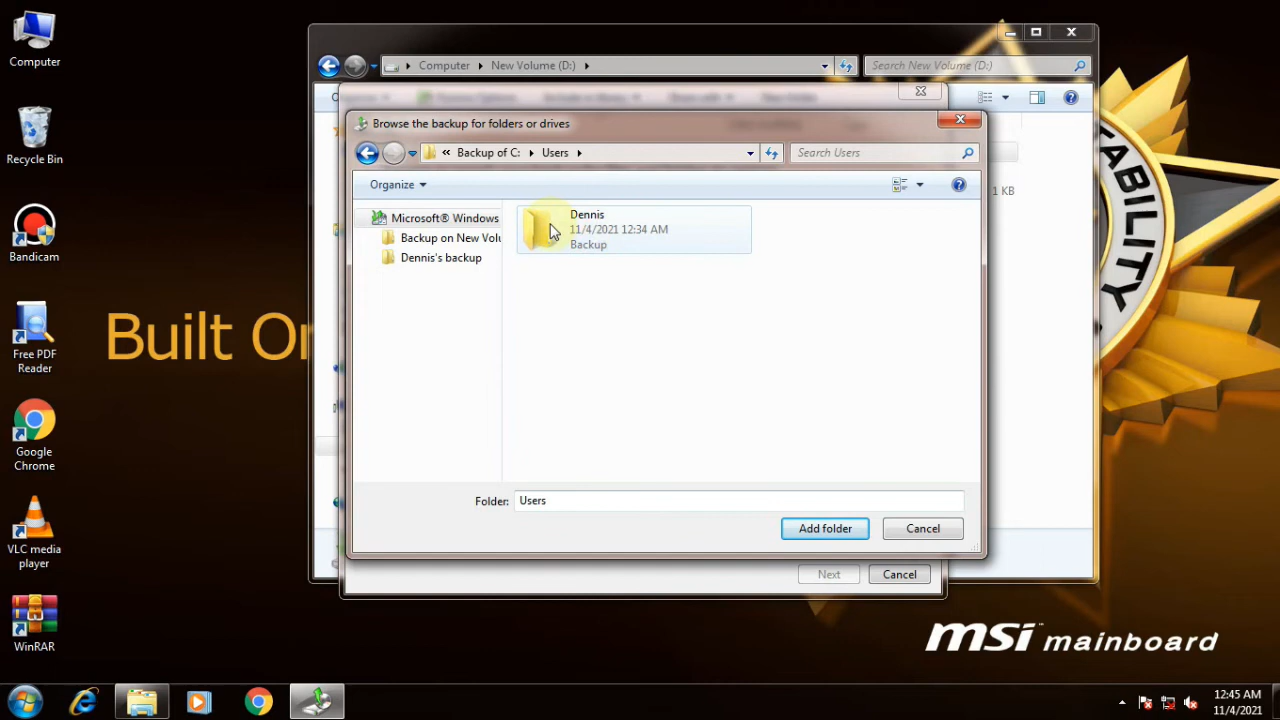 Computer
Recycle Bin
Bandicam
Free PDF
Reader
Google
Chrome
VLC media
player
WinRAR
Built O
Computer
New Volume (D:)
Search New Volume (D:)
1 KB
Browse the backup for folders or drives
« Backup of C:
Users
Search Users
Organize
Microsoft® Windows
Backup on New Volu
Dennis's backup
Dennis
11/4/2021 12:34 AM
Backup
Folder:
Users
Add folder
Cancel
Next
Cancel
ABILITY
msi™ mainboard
12:45 AM
11/4/2021